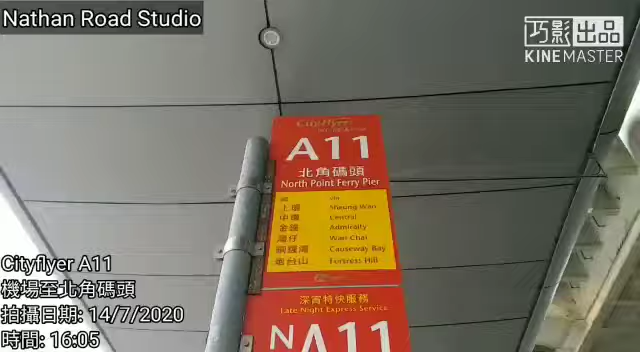 Nathan Road Studio
巧影出品
KINEMASTER
Cityflyer
A11
北角碼頭
North Point Ferry Pier
經 via
上環 Sheung Wan
中環 Central
金鐘 Admiralty
灣仔 Wan Chai
銅鑼灣 Causeway Bay
炮台山 Fortress Hill
深宵特快服務
Late Night Express Service
NA11
Cityflyer A11
機場至北角碼頭
拍攝日期: 14/7/2020
時間: 16:05